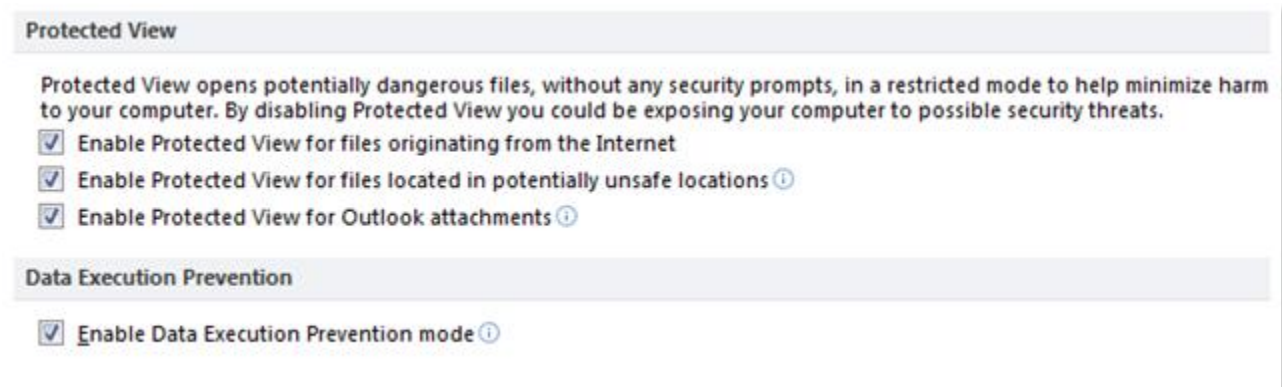 Protected View
Protected View opens potentially dangerous files, without any security prompts, in a restricted mode to help minimize harm
to your computer. By disabling Protected View you could be exposing your computer to possible security threats.
Enable Protected View for files originating from the Internet
Enable Protected View for files located in potentially unsafe locations
Enable Protected View for Outlook attachments
Data Execution Prevention
Enable Data Execution Prevention mode